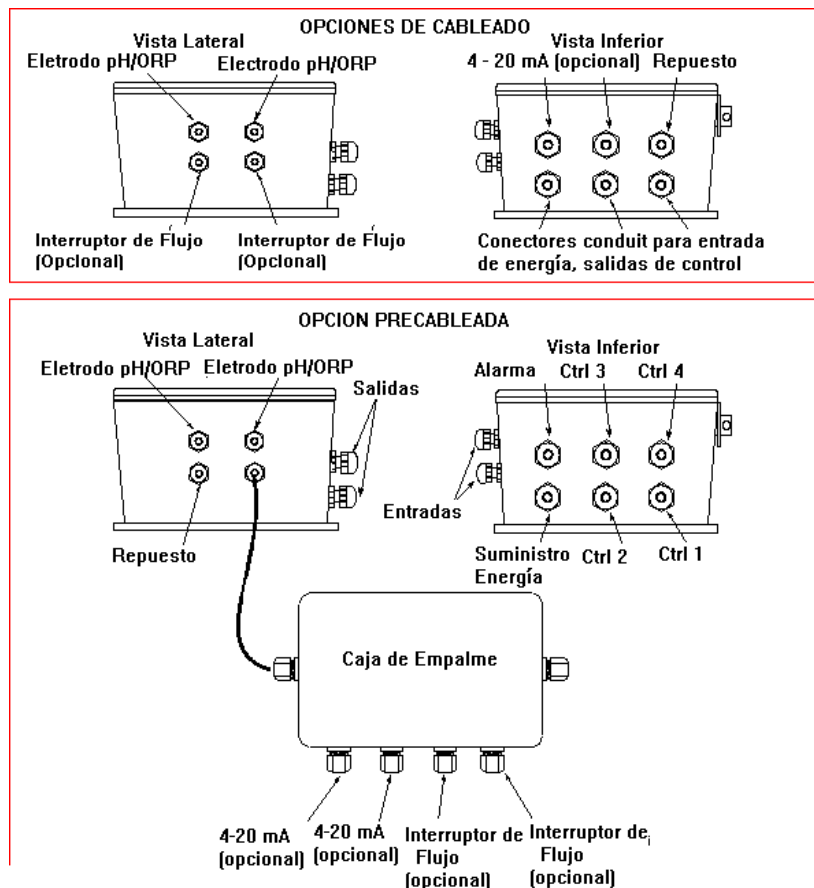 OPCIONES DE CABLEADO
Vista Lateral
Eletrodo pH/ORP
Electrodo pH/ORP
Interruptor de Flujo
(Opcional)
Interruptor de Flujo
(Opcional)
Vista Inferior
4 - 20 mA (opcional)
Repuesto
Conectores conduit para entrada
de energía, salidas de control
OPCION PRECABLEADA
Vista Lateral
Eletrodo pH/ORP
Eletrodo pH/ORP
Salidas
Repuesto
Vista Inferior
Alarma
Ctrl 3
Ctrl 4
Entradas
Suministro
Energía
Ctrl 2
Ctrl 1
Caja de Empalme
4-20 mA
(opcional)
4-20 mA
(opcional)
Interruptor de
Flujo
(opcional)
Interruptor de
Flujo
(opcional)